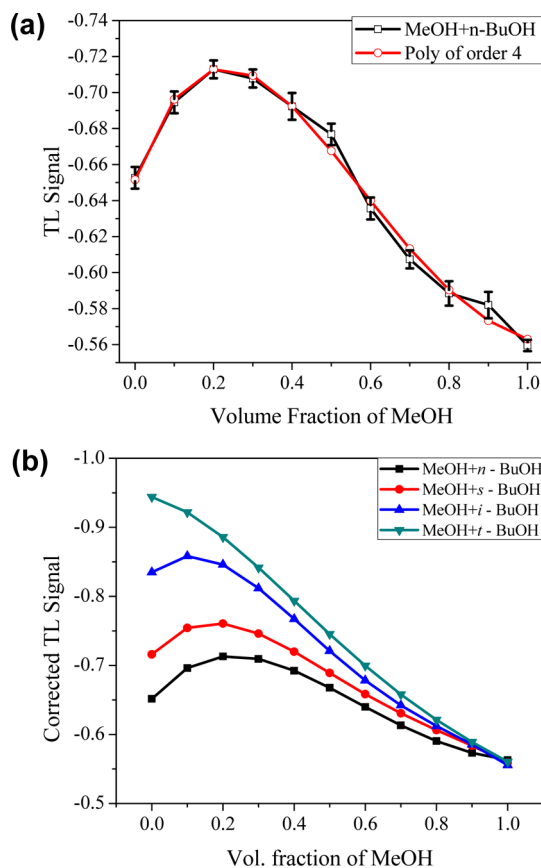 (a)
MeOH+n-BuOH
Poly of order 4
TL Signal
-0.74
-0.72
-0.70
-0.68
-0.66
-0.64
-0.62
-0.60
-0.58
-0.56
0.0 0.2 0.4 0.6 0.8 1.0
Volume Fraction of MeOH
(b)
MeOH+n - BuOH
MeOH+s - BuOH
MeOH+i - BuOH
MeOH+t - BuOH
Corrected TL Signal
-1.0
-0.9
-0.8
-0.7
-0.6
-0.5
0.0 0.2 0.4 0.6 0.8 1.0
Vol. fraction of MeOH